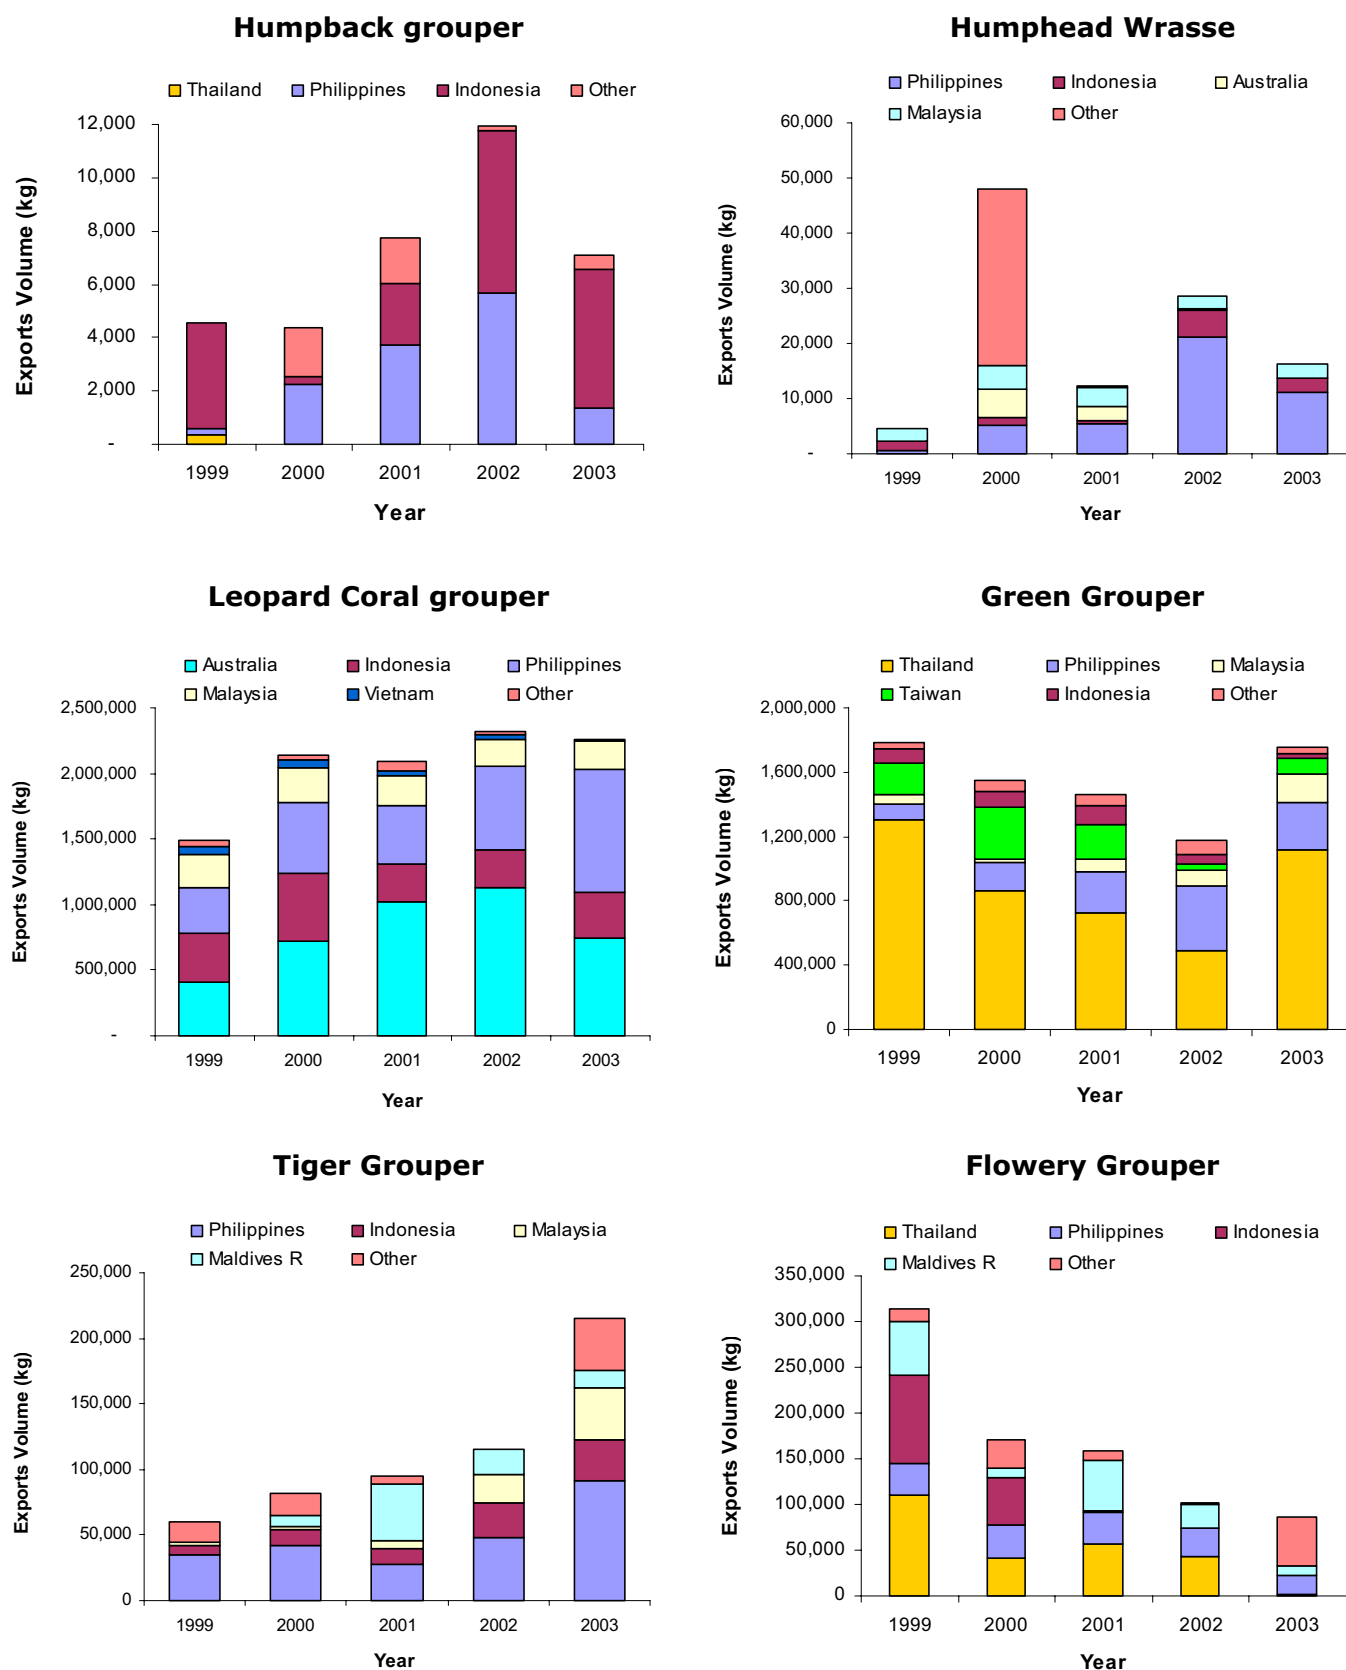 Humpback grouper
Thailand Philippines Indonesia Other
12,000
10,000
8,000
6,000
4,000
2,000
-
Exports Volume (kg)
1999 2000 2001 2002 2003
Year
Humphead Wrasse
Philippines Indonesia Australia
Malaysia Other
60,000
50,000
40,000
30,000
20,000
10,000
-
Exports Volume (kg)
1999 2000 2001 2002 2003
Year
Leopard Coral grouper
Australia Indonesia Philippines
Malaysia Vietnam Other
2,500,000
2,000,000
1,500,000
1,000,000
500,000
-
Exports Volume (kg)
1999 2000 2001 2002 2003
Year
Green Grouper
Thailand Philippines Malaysia
Taiwan Indonesia Other
2,000,000
1,600,000
1,200,000
800,000
400,000
0
Exports Volume (kg)
1999 2000 2001 2002 2003
Year
Tiger Grouper
Philippines Indonesia Malaysia
Maldives R Other
250,000
200,000
150,000
100,000
50,000
0
Exports Volume (kg)
1999 2000 2001 2002 2003
Year
Flowery Grouper
Thailand Philippines Indonesia
Maldives R Other
350,000
300,000
250,000
200,000
150,000
100,000
50,000
0
Exports Volume (kg)
1999 2000 2001 2002 2003
Year